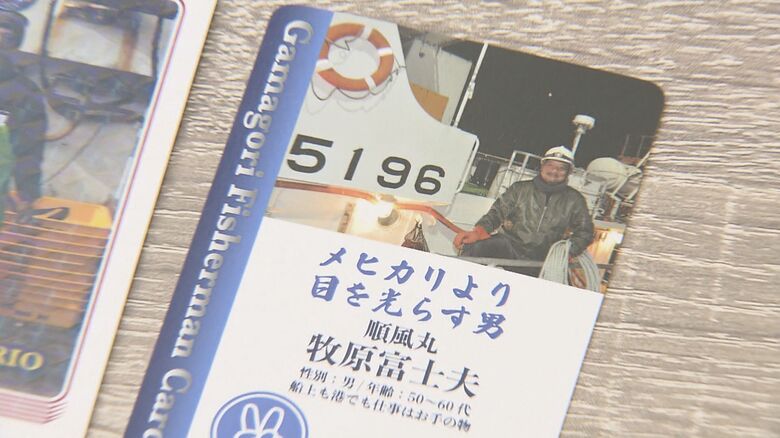 Gamagori Fisherman Card
5196
メヒカリより
目を光らす男
順風丸
牧原富士夫
性別：男/年齢：50〜60代
船上も港でも仕事はお手の物
RIO